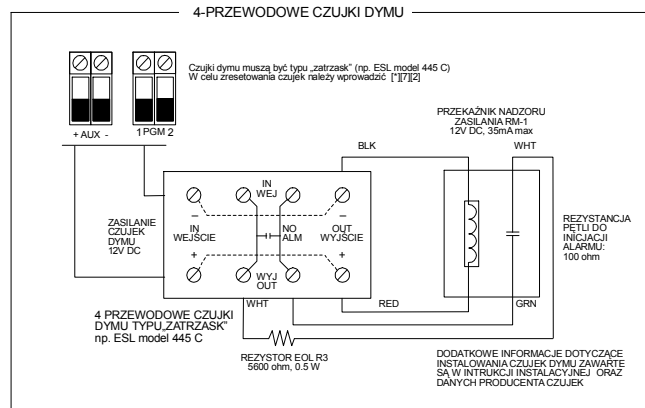 4-PRZEWODOWE CZUJKI DYMU
Czujki dymu muszą być typu „zatrzask" (np. ESL model 445 C)
W celu zresetowania czujek należy wprowadzić [*][7][2]
+ AUX -
1 PGM 2
PRZEKAŹNIK NADZORU
ZASILANIA RM-1
12V DC, 35mA max
BLK
WHT
IN
WEJ
ZASILANIE
CZUJEK
DYMU
12V DC
–
IN
WEJŚCIE
+
NO
ALM
–
OUT
WYJŚCIE
+
REZYSTANCJA
PĘTLI DO
INICJACJI
ALARMU:
100 ohm
WYJ
OUT
WHT
RED
GRN
4 PRZEWODOWE CZUJKI
DYMU TYPU„ZATRZASK"
np. ESL model 445 C
REZYSTOR EOL R3
5600 ohm, 0.5 W
DODATKOWE INFORMACJE DOTYCZĄCE
INSTALOWANIA CZUJEK DYMU ZAWARTE
SĄ W INTRUKCJI INSTALACYJNEJ ORAZ
DANYCH PRODUCENTA CZUJEK